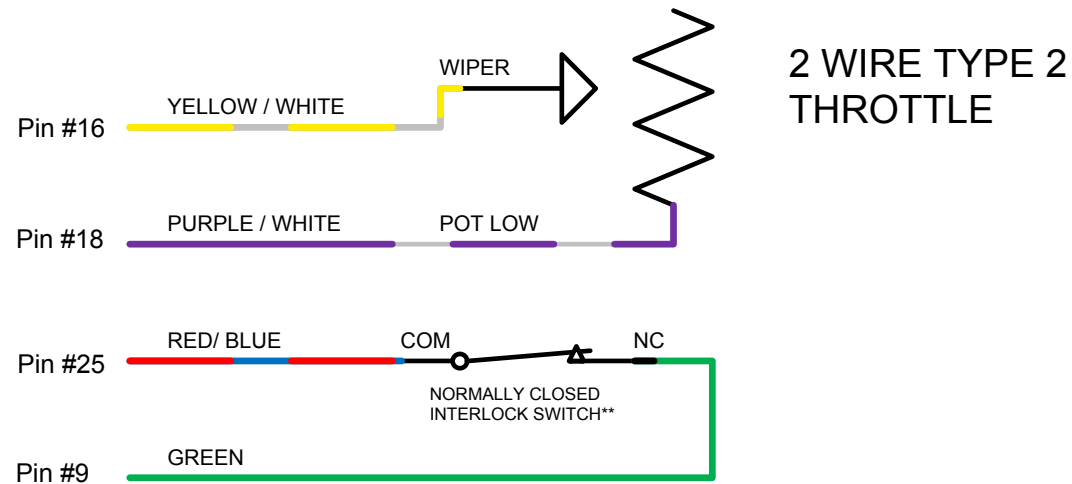 2 WIRE TYPE 2
THROTTLE
WIPER
YELLOW / WHITE
Pin #16
PURPLE / WHITE
POT LOW
Pin #18
RED/ BLUE
COM
NC
Pin #25
NORMALLY CLOSED
INTERLOCK SWITCH**
GREEN
Pin #9